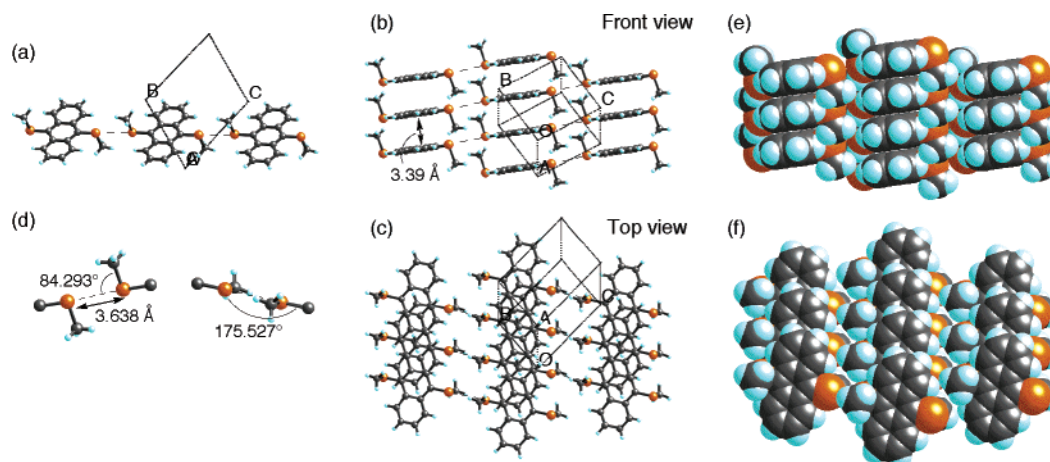 (a)
B
C
(b)
Front view
B
C
A
3.39 Å
(c)
Top view
A
O
(d)
84.293°
3.638 Å
175.527°
(e)
(f)